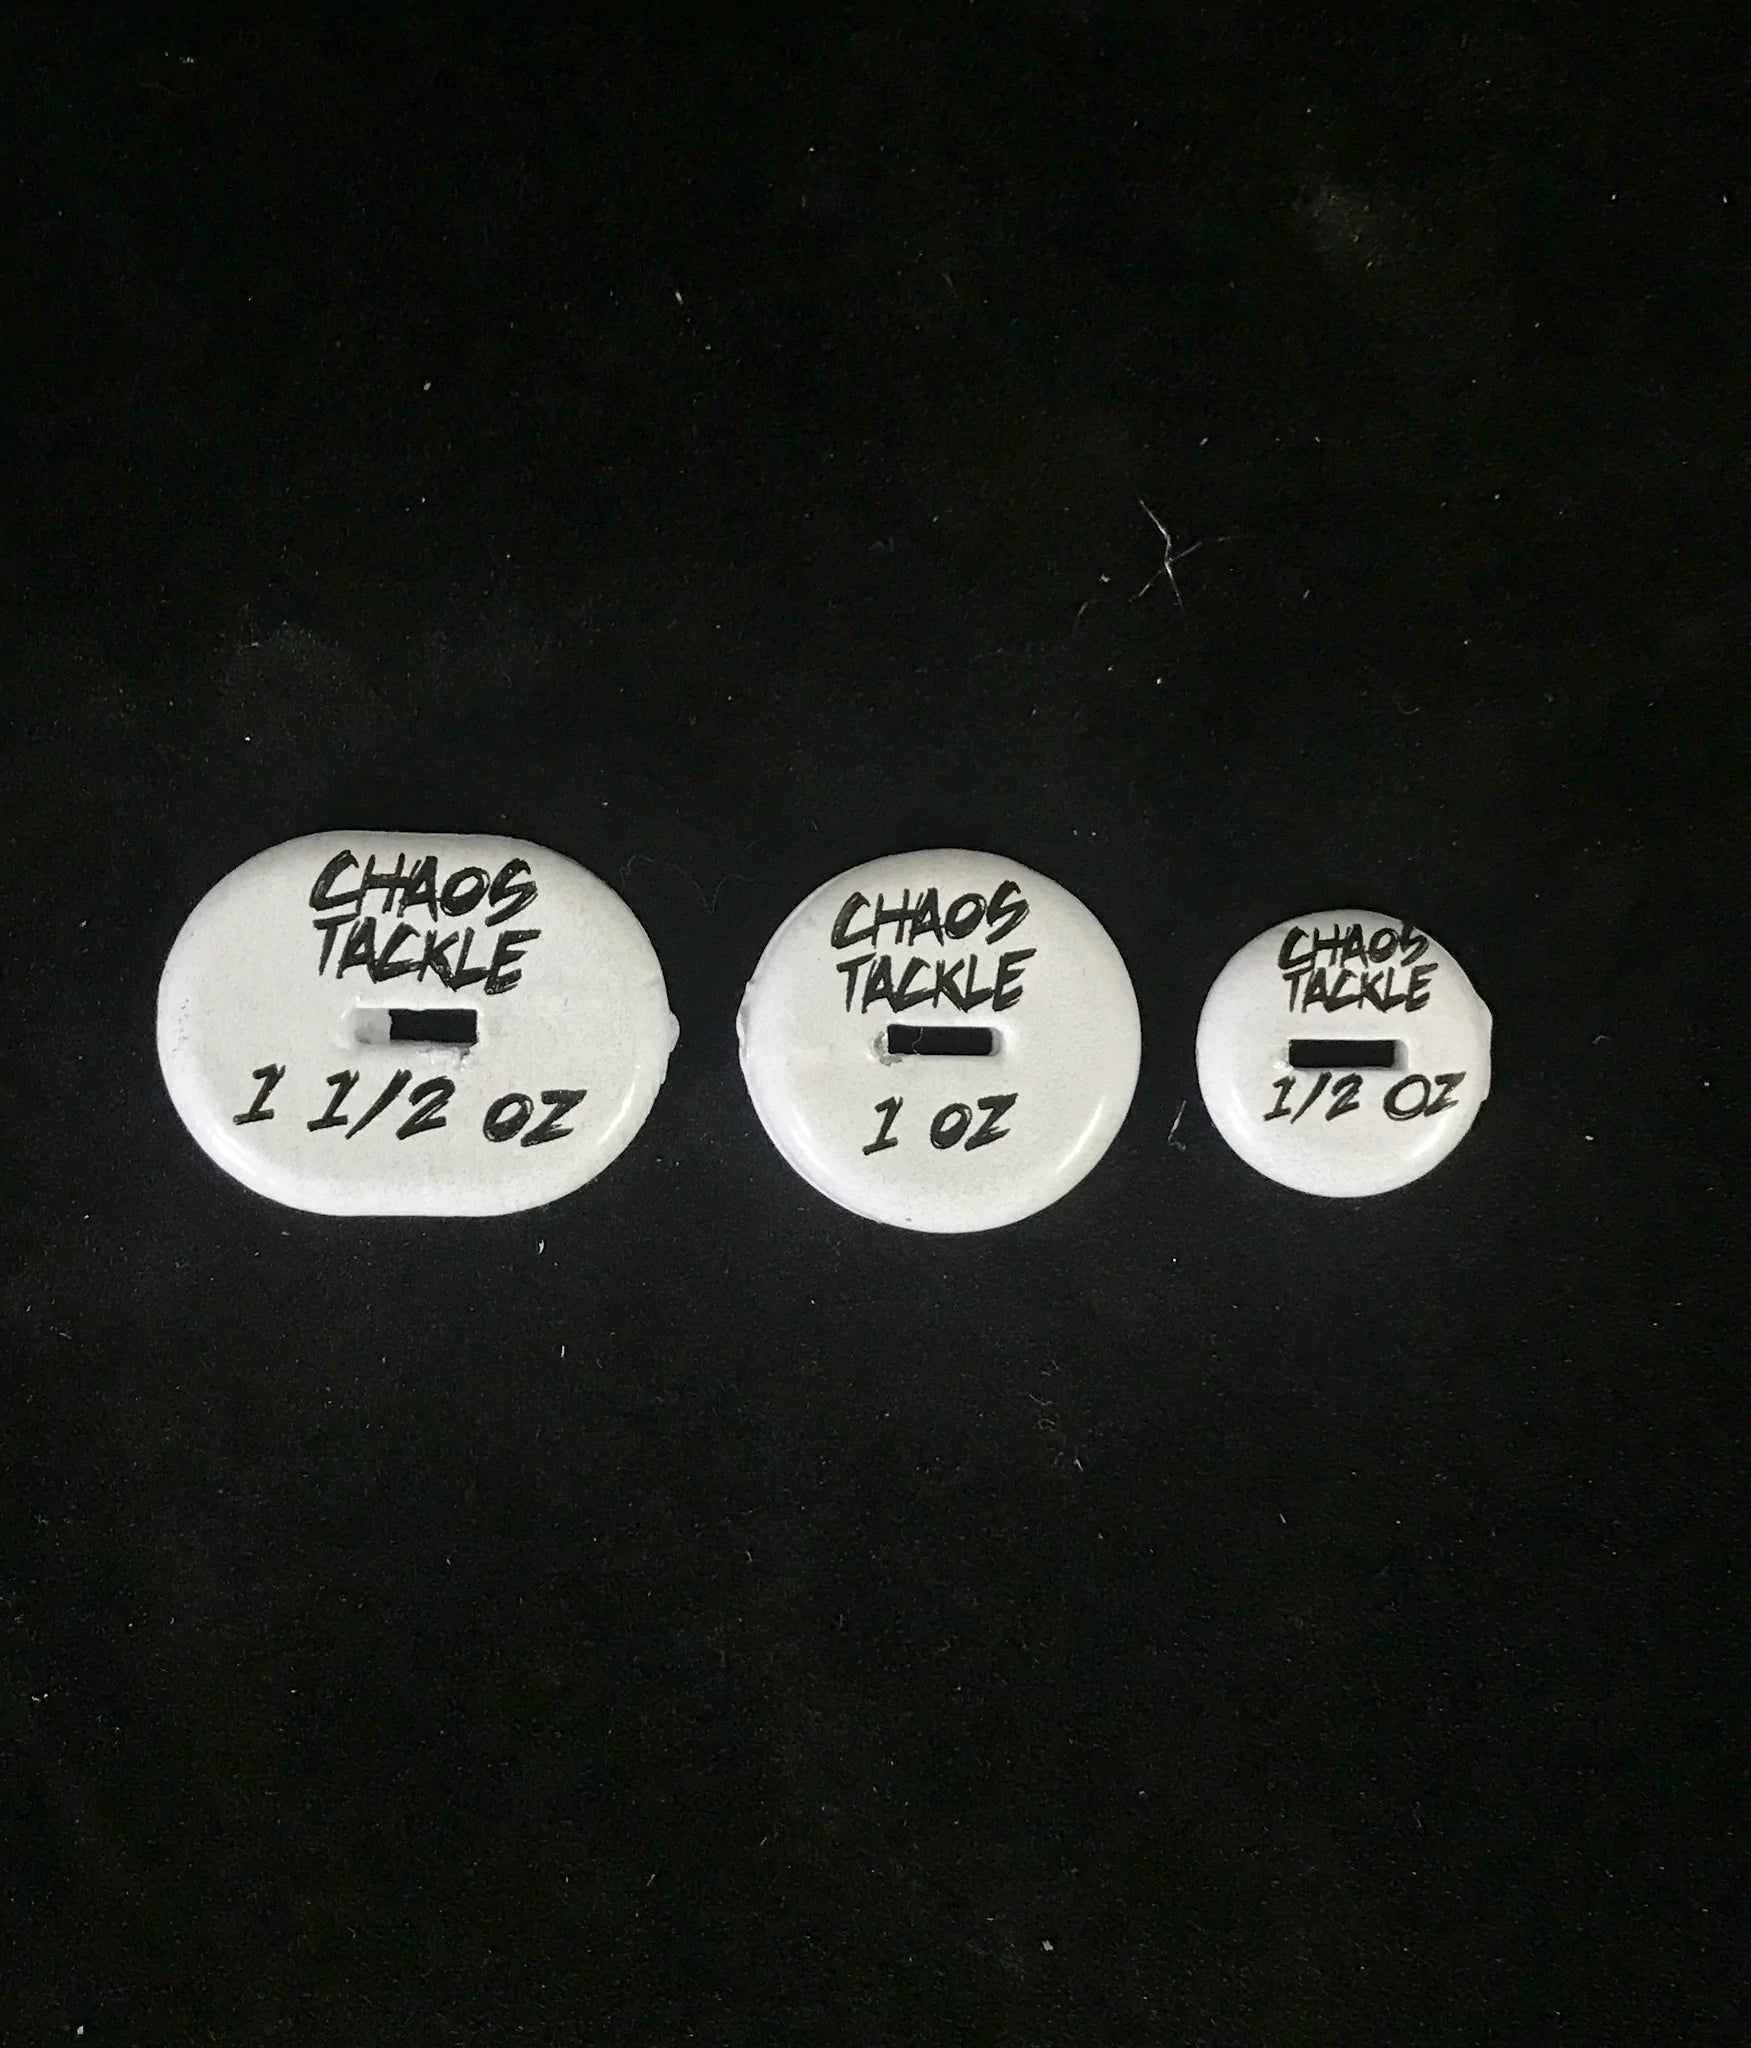 CHAOS
TACKLE
1 1/2 OZ
CHAOS
TACKLE
1 OZ
CHAOS
TACKLE
1/2 OZ